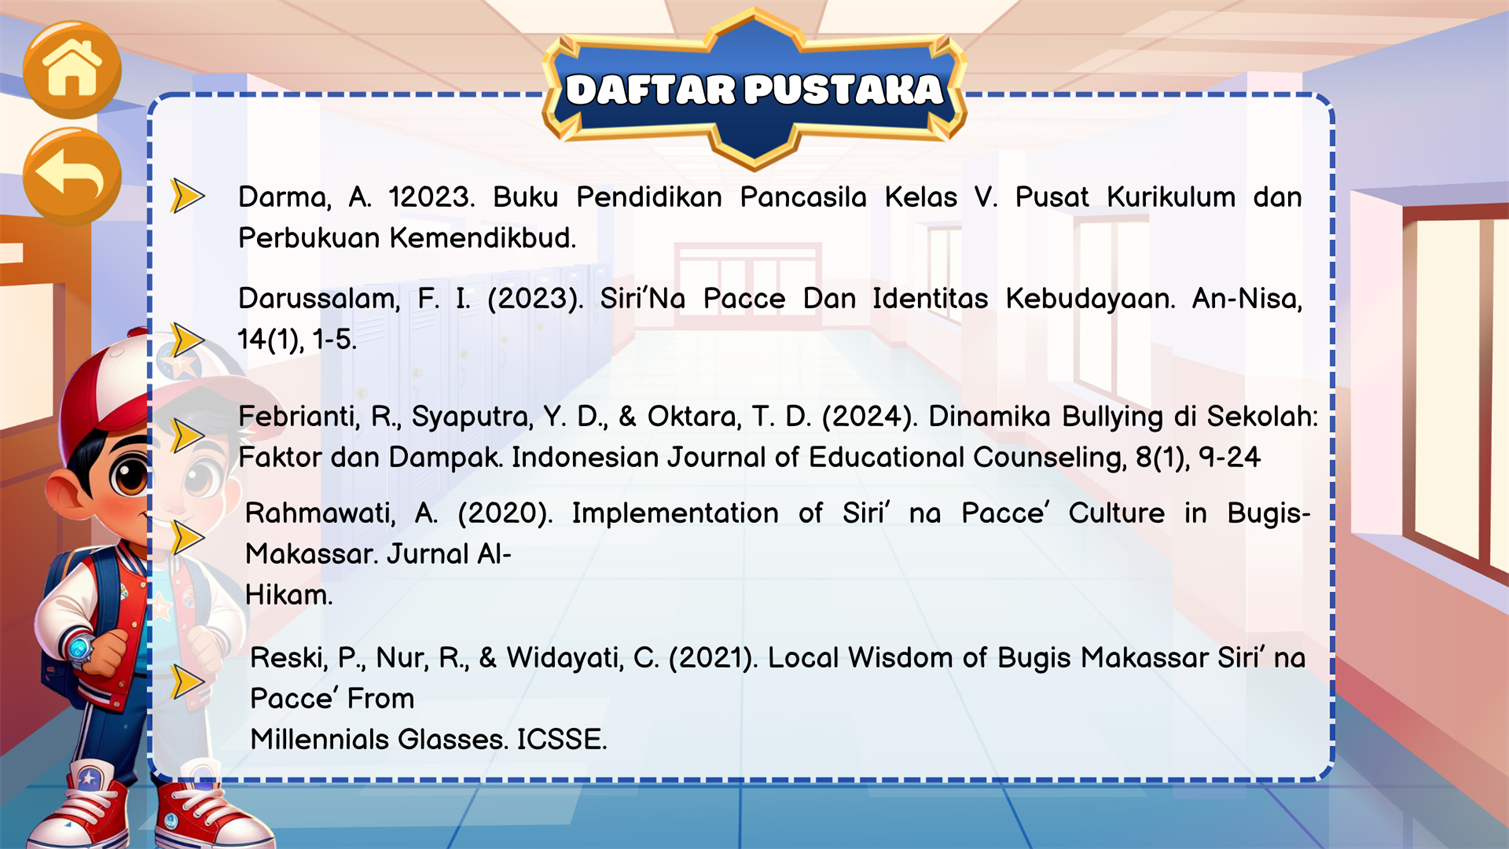 DAFTAR PUSTAKA
Darma, A. 12023. Buku Pendidikan Pancasila Kelas V. Pusat Kurikulum dan
Perbukuan Kemendikbud.
Darussalam, F. I. (2023). Siri’Na Pacce Dan Identitas Kebudayaan. An-Nisa,
14(1), 1-5.
Febrianti, R., Syaputra, Y. D., & Oktara, T. D. (2024). Dinamika Bullying di Sekolah:
Faktor dan Dampak. Indonesian Journal of Educational Counseling, 8(1), 9-24
Rahmawati, A. (2020). Implementation of Siri’ na Pacce’ Culture in Bugis-
Makassar. Jurnal Al-
Hikam.
Reski, P., Nur, R., & Widayati, C. (2021). Local Wisdom of Bugis Makassar Siri’ na
Pacce’ From
Millennials Glasses. ICSSE.